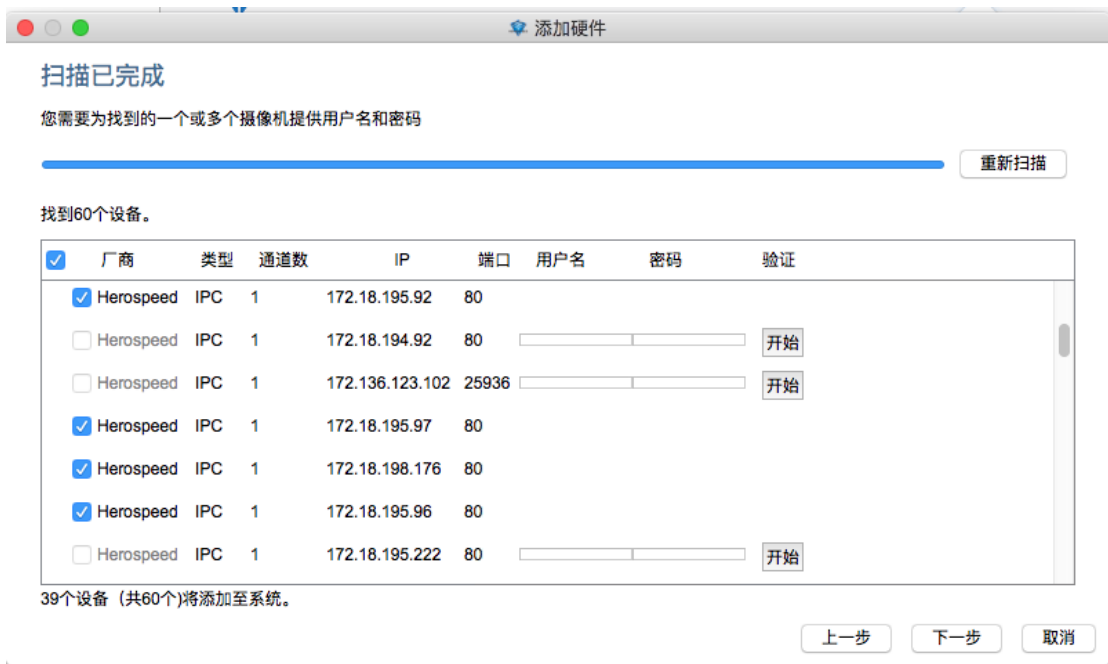 添加硬件
扫描已完成
您需要为找到的一个或多个摄像机提供用户名和密码
重新扫描
找到60个设备。
厂商 类型 通道数 IP 端口 用户名 密码 验证
Herospeed IPC 1 172.18.195.92 80
Herospeed IPC 1 172.18.194.92 80 开始
Herospeed IPC 1 172.136.123.102 25936 开始
Herospeed IPC 1 172.18.195.97 80
Herospeed IPC 1 172.18.198.176 80
Herospeed IPC 1 172.18.195.96 80
Herospeed IPC 1 172.18.195.222 80 开始
39个设备（共60个)将添加至系统。
上一步 下一步 取消